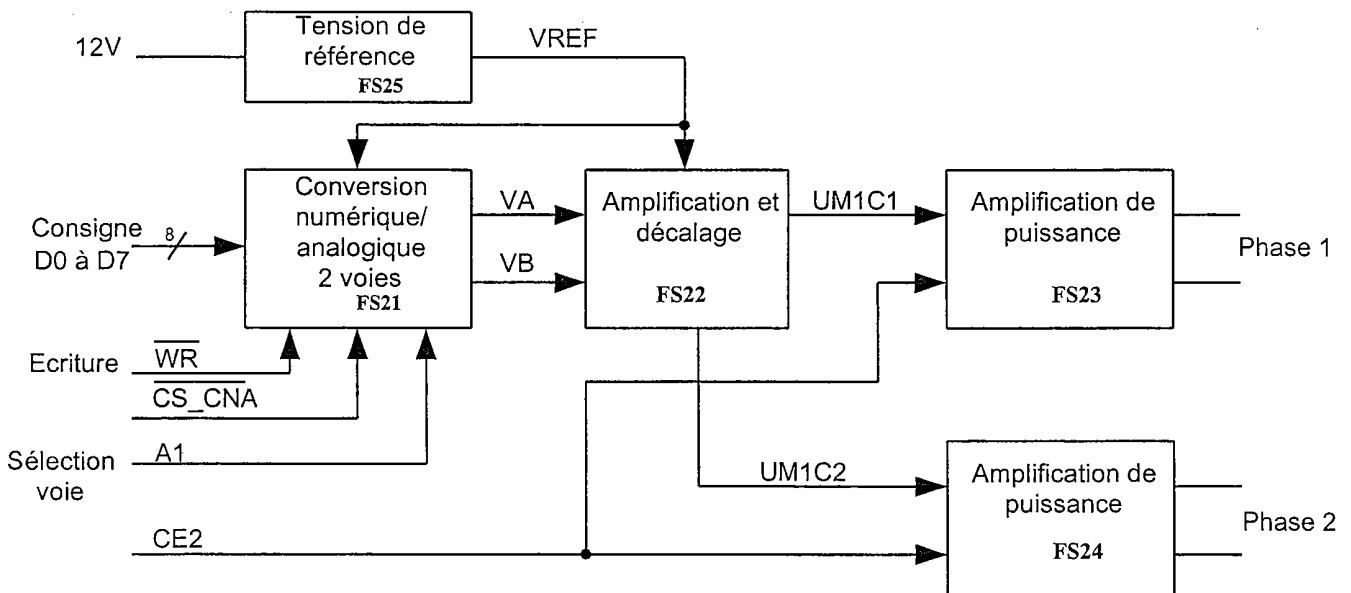 12V
Tension de
référence
FS25
VREF
Consigne
D0 à D7
8
Conversion
numérique/
analogique
2 voies
FS21
VA
VB
Amplification et
décalage
FS22
UM1C1
Amplification de
puissance
FS23
Phase 1
Ecriture
WR
CS_CNA
Sélection
voie
A1
CE2
UM1C2
Amplification de
puissance
FS24
Phase 2